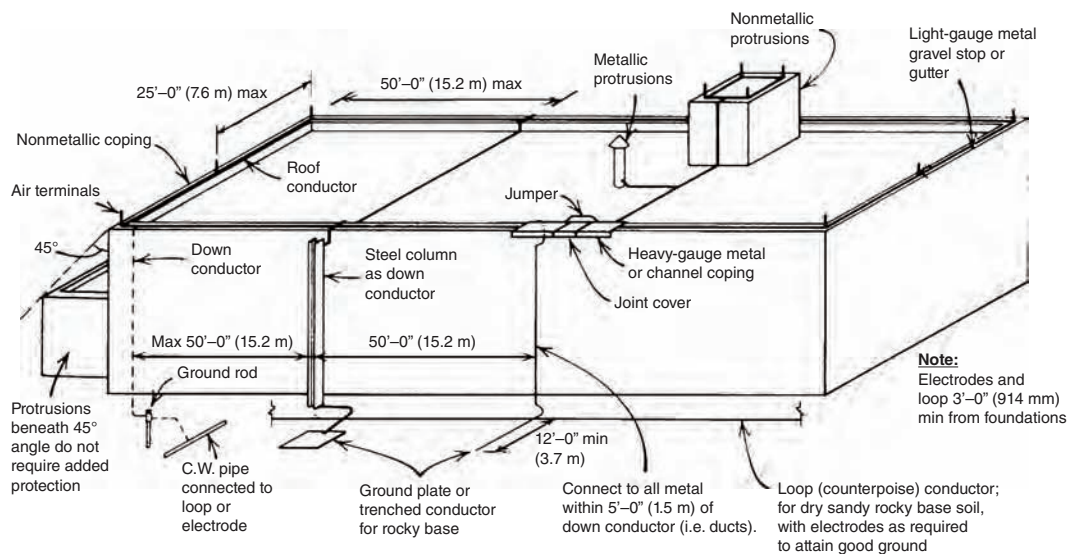 Nonmetallic
protrusions
Light-gauge metal
gravel stop or
gutter
Metallic
protrusions
25'–0" (7.6 m) max
50'–0" (15.2 m) max
Nonmetallic coping
Roof
conductor
Air terminals
Jumper
45°
Down
conductor
Steel column
as down
conductor
Heavy-gauge metal
or channel coping
Joint cover
Max 50'–0" (15.2 m)
50'–0" (15.2 m)
Ground rod
Note:
Electrodes and
loop 3'–0" (914 mm)
min from foundations
Protrusions
beneath 45°
angle do not
require added
protection
12'–0" min
(3.7 m)
C.W. pipe
connected to
loop or
electrode
Ground plate or
trenched conductor
for rocky base
Connect to all metal
within 5'–0" (1.5 m) of
down conductor (i.e. ducts).
Loop (counterpoise) conductor;
for dry sandy rocky base soil,
with electrodes as required
to attain good ground